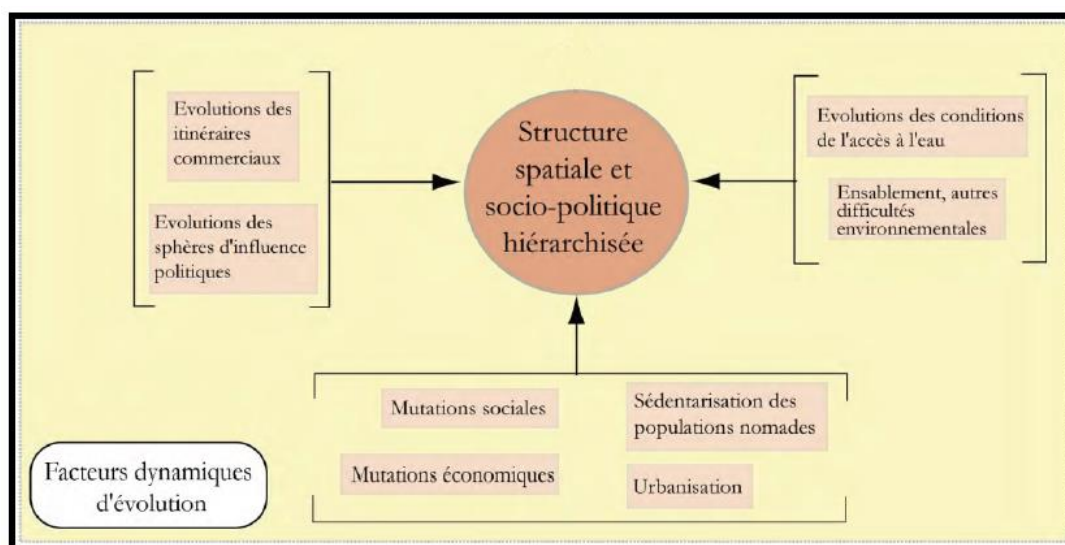 Evolutions des
itinéraires
commerciaux
Evolutions des
sphères d'influence
politiques
Structure
spatiale et
socio-politique
hiérarchisée
Evolutions des conditions
de l'accès à l'eau
Ensablement, autres
difficultés
environnementales
Mutations sociales
Mutations économiques
Sédentarisation des
populations nomades
Urbanisation
Facteurs dynamiques
d'évolution